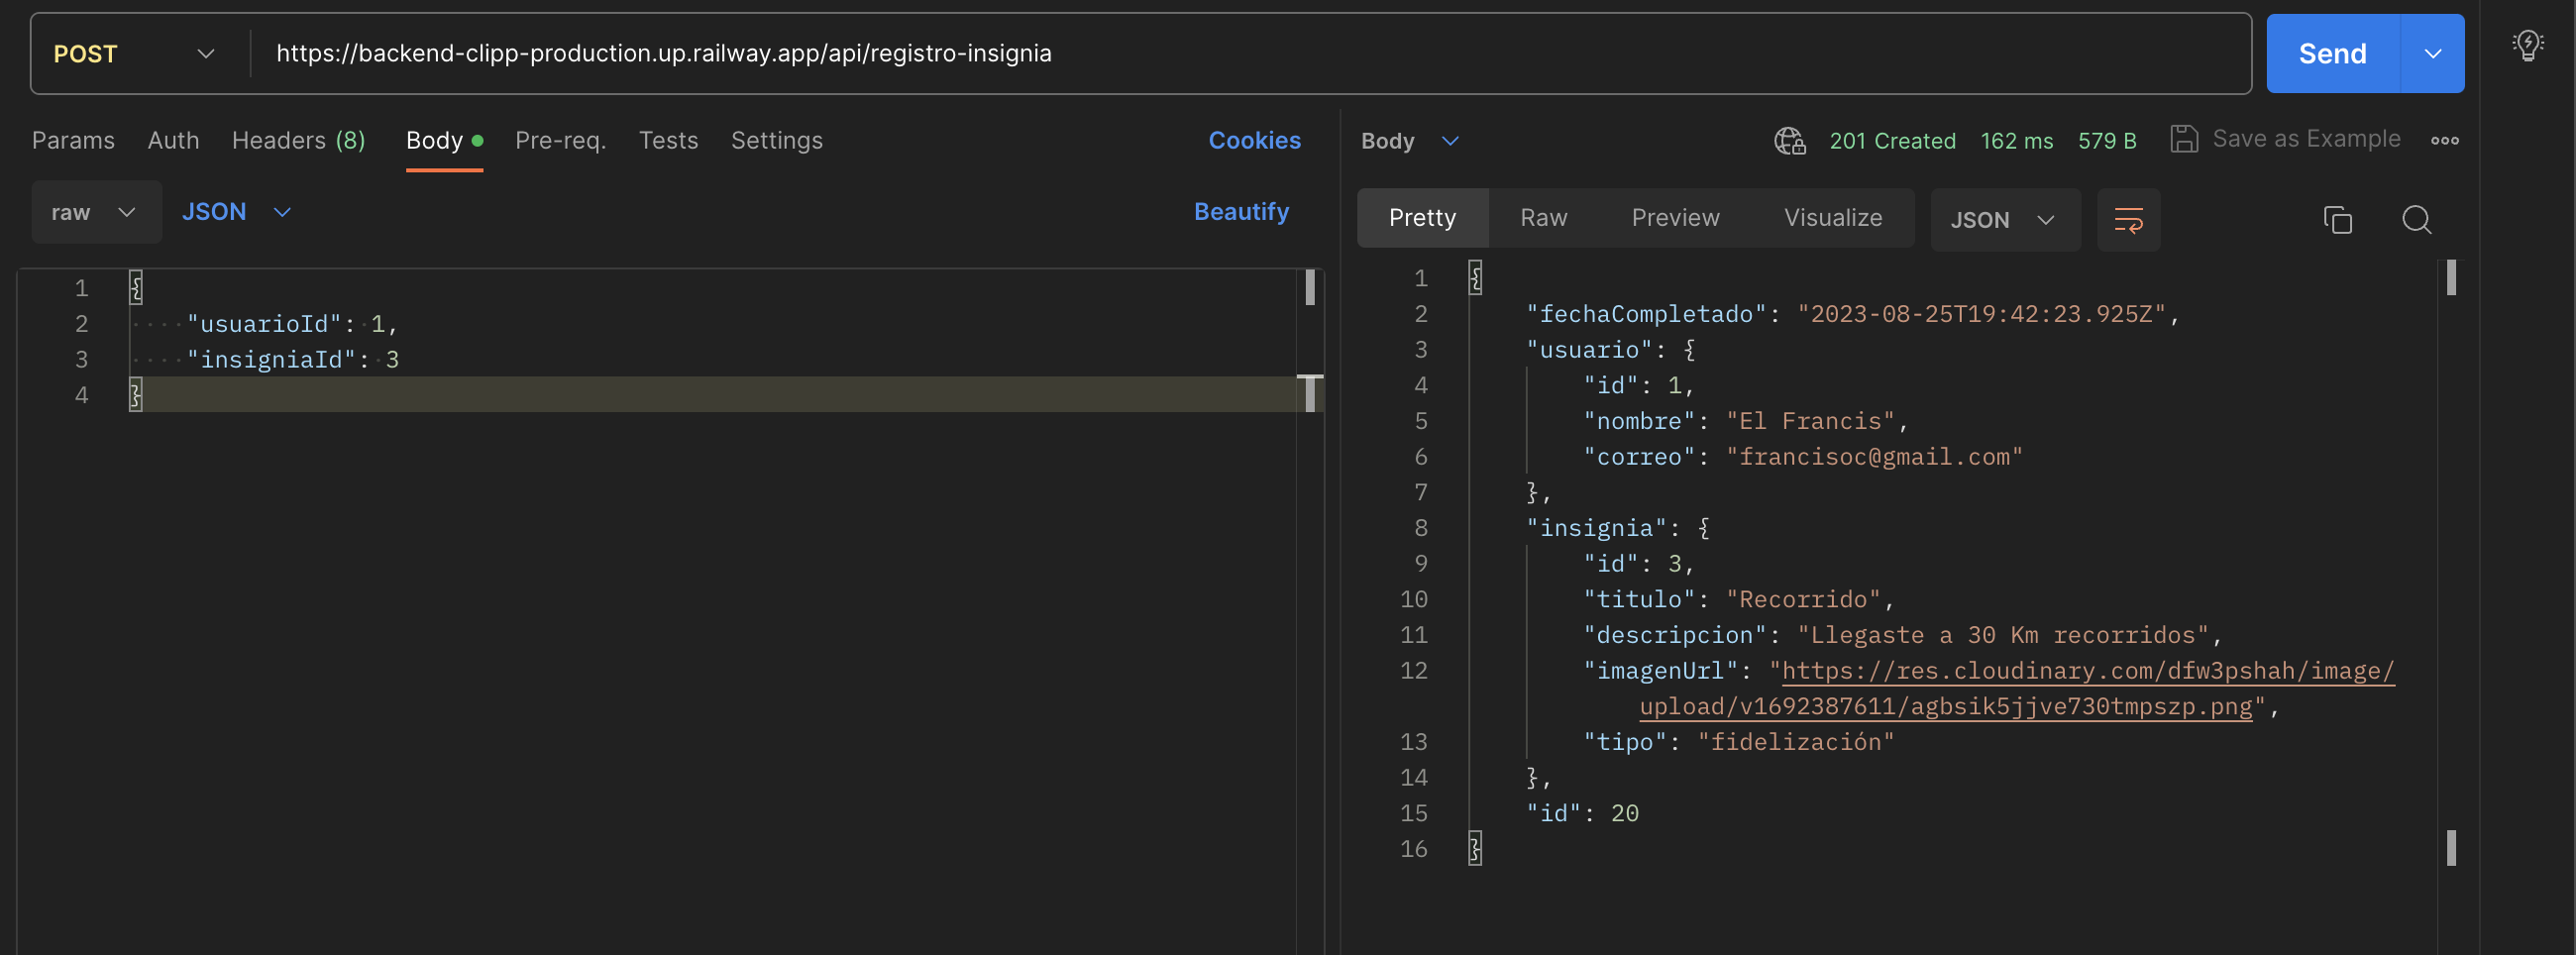 POST
https://backend-clipp-production.up.railway.app/api/registro-insignia
Send
Params Auth Headers (8) Body Pre-req. Tests Settings Cookies
raw JSON Beautify
1 {
2 "usuarioId": 1,
3 "insigniaId": 3
4 }
Body 201 Created 162 ms 579 B Save as Example
Pretty Raw Preview Visualize JSON
1 {
2 "fechaCompletado": "2023-08-25T19:42:23.925Z",
3 "usuario": {
4 "id": 1,
5 "nombre": "El Francis",
6 "correo": "francisoc@gmail.com"
7 },
8 "insignia": {
9 "id": 3,
10 "titulo": "Recorrido",
11 "descripcion": "Llegaste a 30 Km recorridos",
12 "imagenUrl": "https://res.cloudinary.com/dfw3pshah/image/
upload/v1692387611/agbsik5jjve730tmpszp.png",
13 "tipo": "fidelización"
14 },
15 "id": 20
16 }